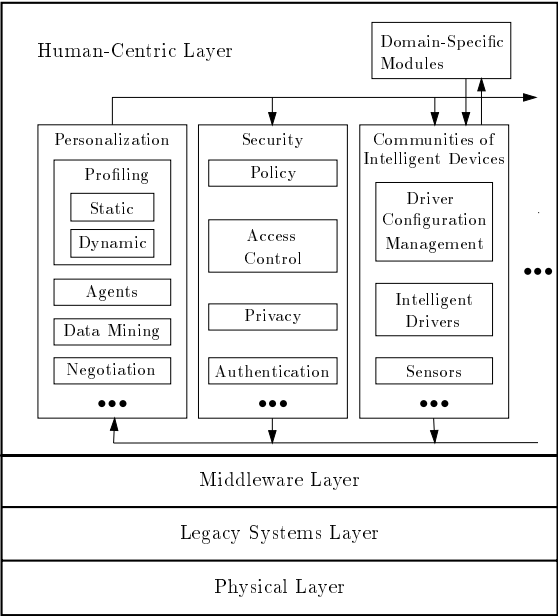 Human-Centric Layer
Domain-Specific
Modules
Personalization
Profiling
Static
Dynamic
Agents
Data Mining
Negotiation
•••
Security
Policy
Access
Control
Privacy
Authentication
•••
Communities of
Intelligent Devices
Driver
Configuration
Management
Intelligent
Drivers
Sensors
•••
•••
Middleware Layer
Legacy Systems Layer
Physical Layer